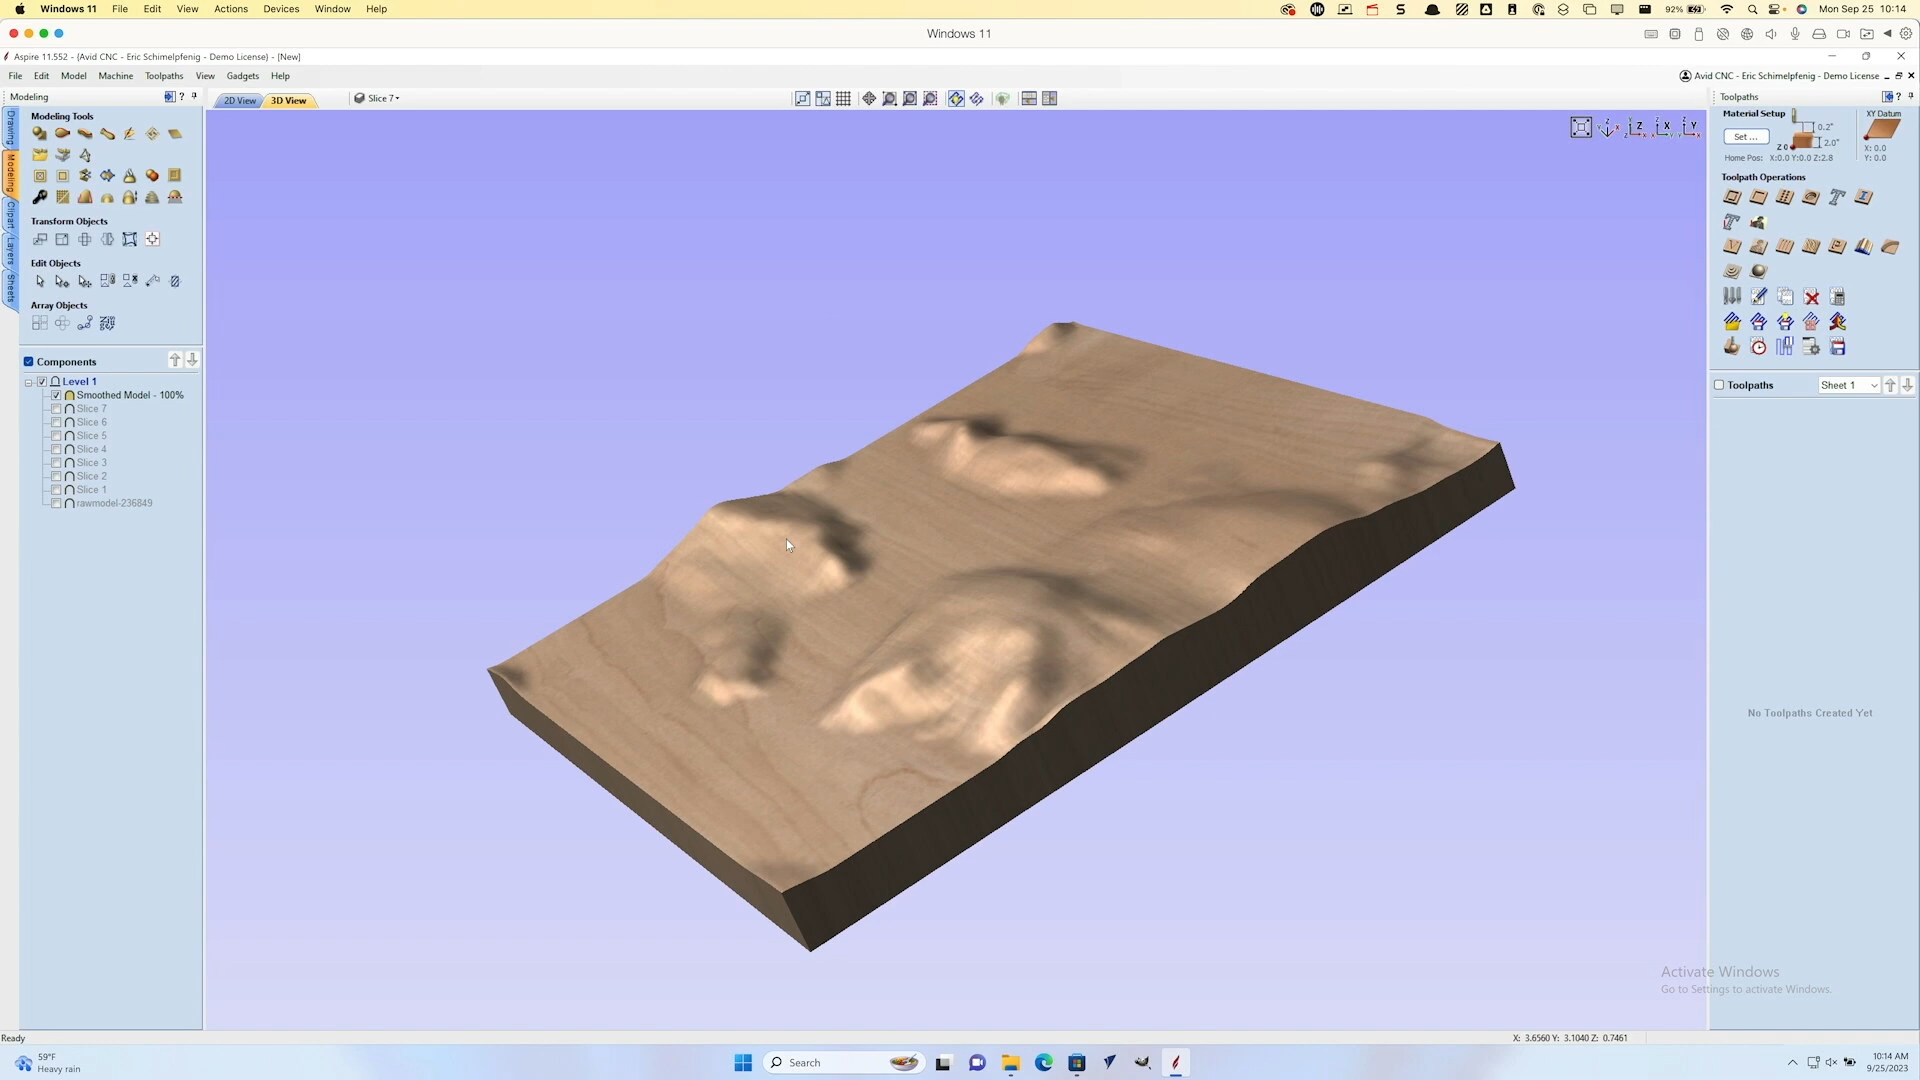 Windows 11 File Edit View Actions Devices Window Help 92% Mon Sep 25 10:14
Windows 11
Aspire 11.552 - {Avid CNC - Eric Schimelpfenig - Demo License} - [New]
File Edit Model Machine Toolpaths View Gadgets Help Avid CNC - Eric Schimelpfenig - Demo License
Modeling
2D View 3D View Slice 7
Drawing
Modeling
Clipart
Layers
Sheets
Modeling Tools
Transform Objects
Edit Objects
Array Objects
Components
Level 1
Smoothed Model - 100%
Slice 7
Slice 6
Slice 5
Slice 4
Slice 3
Slice 2
Slice 1
rawmodel-236849
Toolpaths
Material Setup
XY Datum
Set ...
0.2"
2.0"
Z 0
X: 0.0
Y: 0.0
Home Pos: X:0.0 Y:0.0 Z:2.8
Toolpath Operations
Toolpaths Sheet 1
No Toolpaths Created Yet
Activate Windows
Go to Settings to activate Windows.
Ready
X: 3.6560 Y: 3.1040 Z: 0.7461
59°F
Heavy rain
Search
10:14 AM
9/25/2023